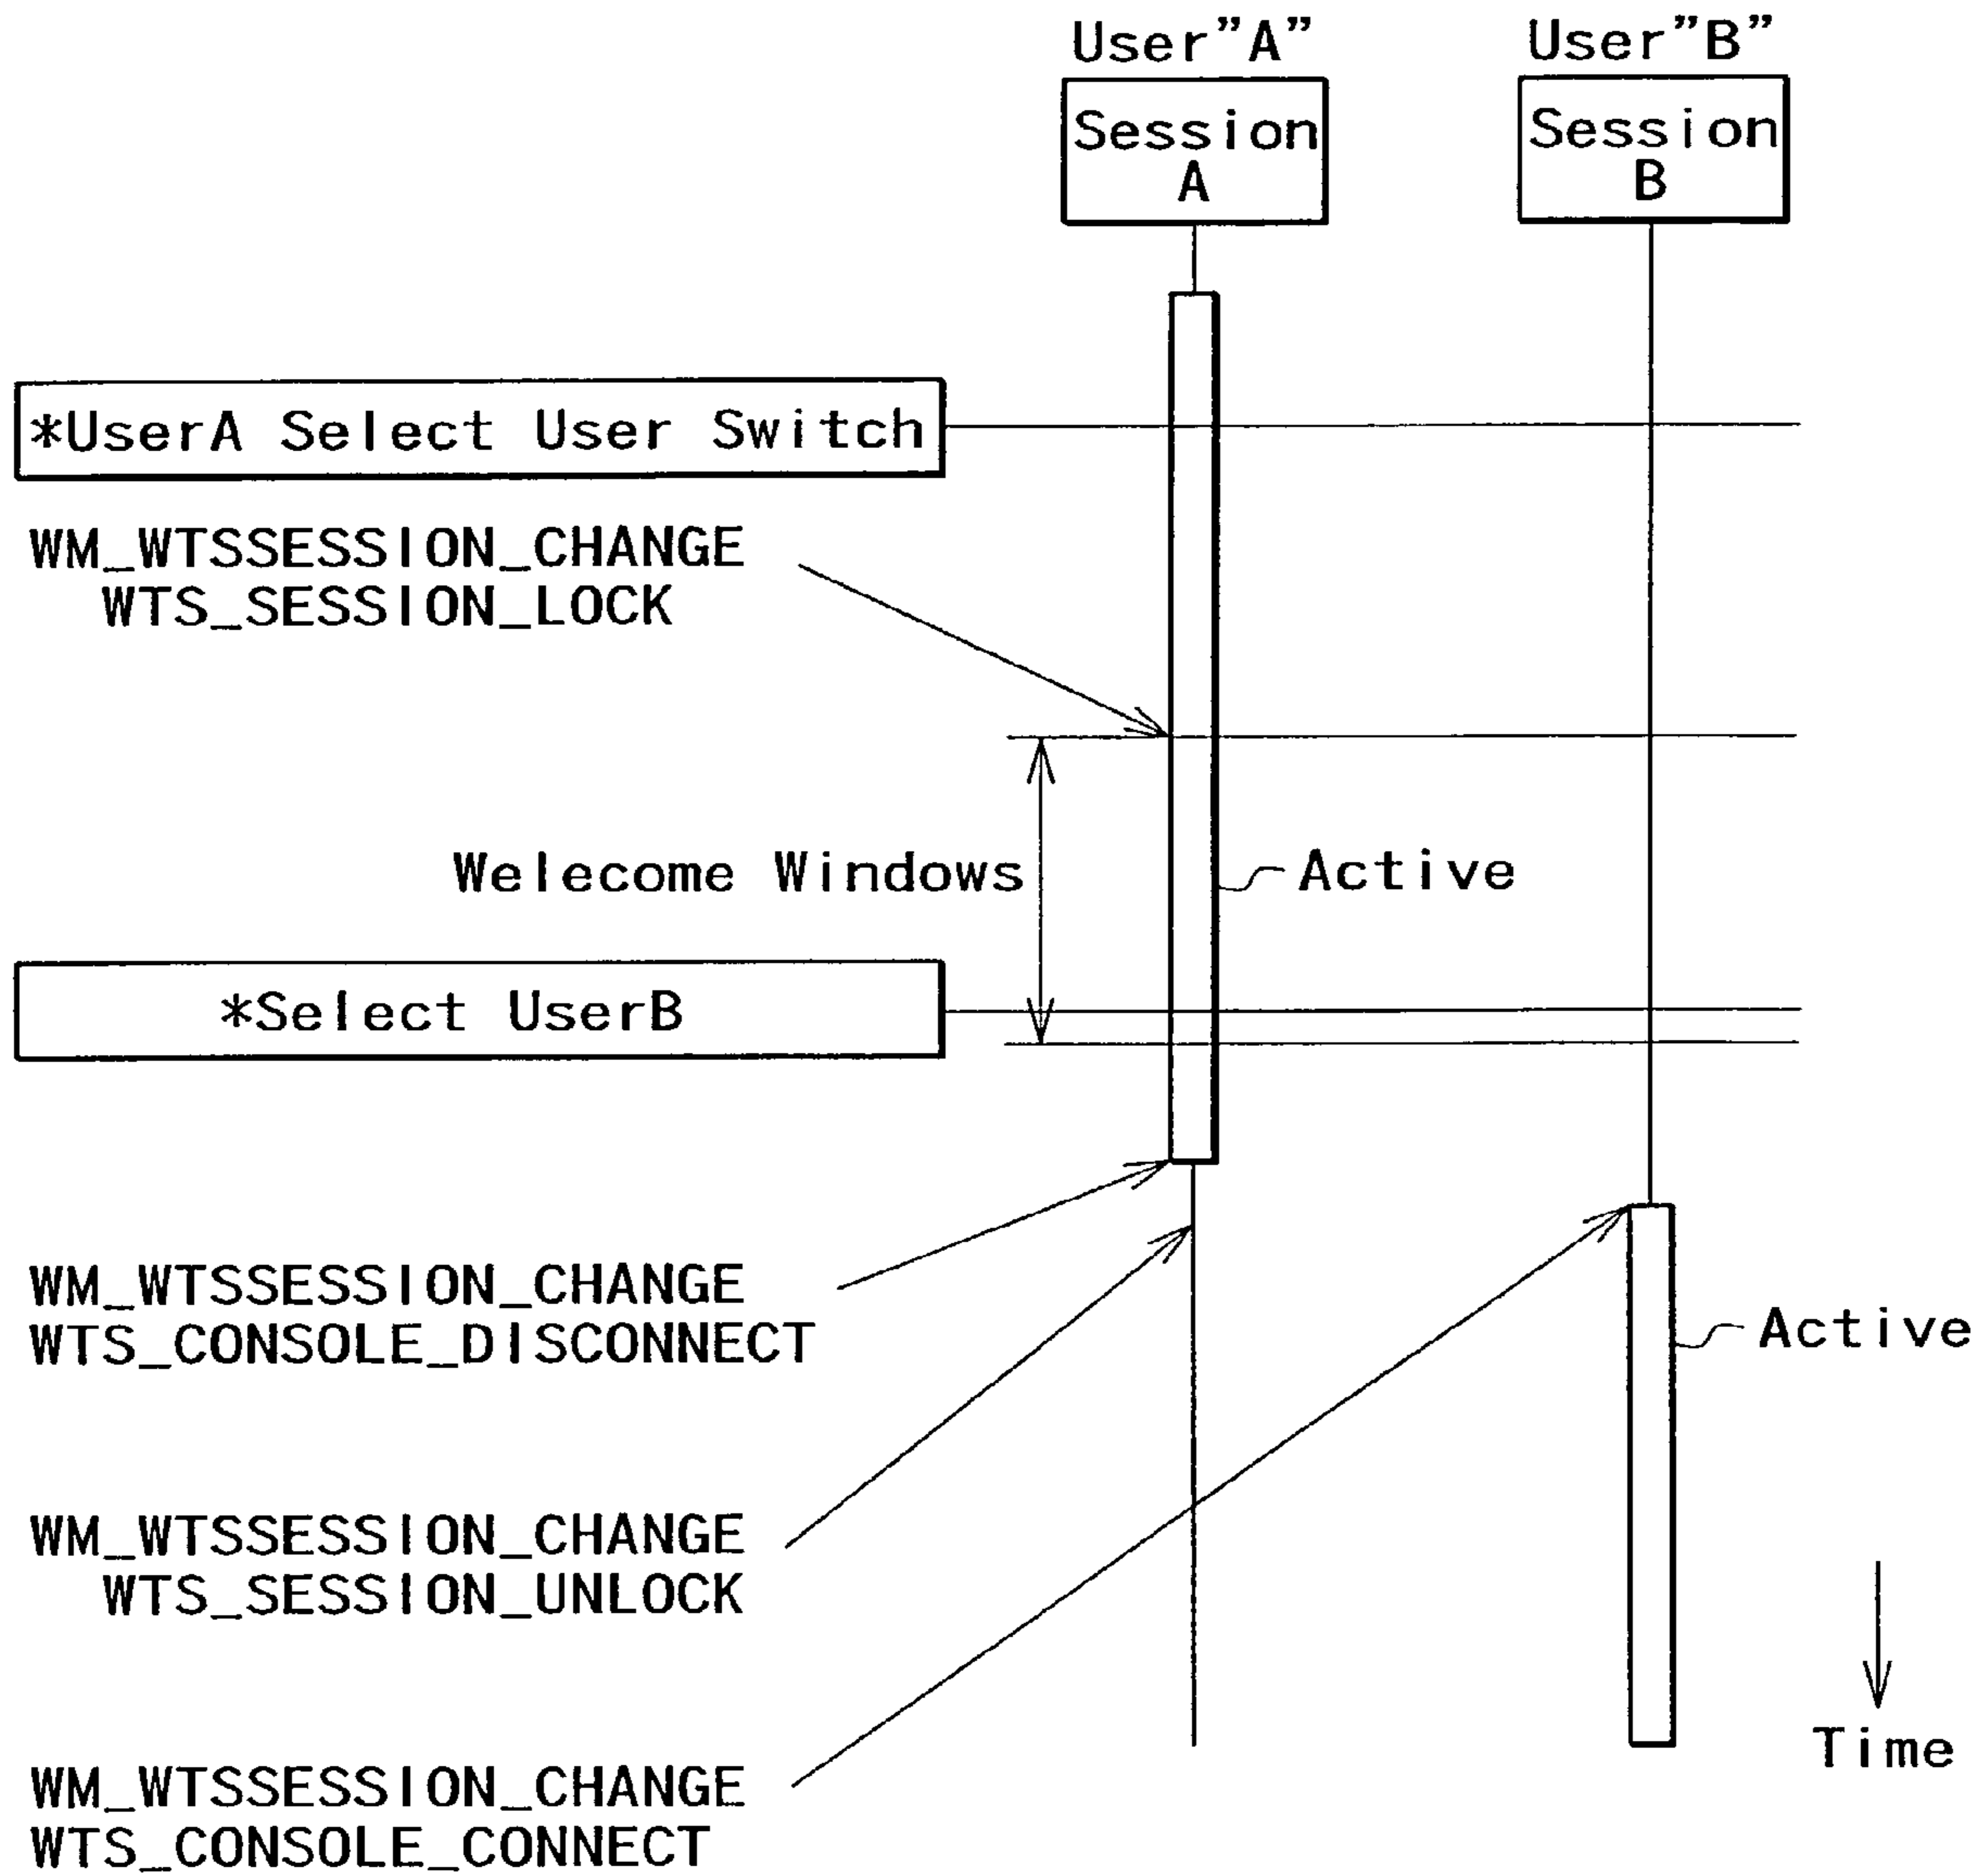 User"A"
User"B"
Session
A
Session
B
*UserA Select User Switch
WM_WTSSESSION_CHANGE
WTS_SESSION_LOCK
Welecome Windows
Active
*Select UserB
WM_WTSSESSION_CHANGE
WTS_CONSOLE_DISCONNECT
Active
WM_WTSSESSION_CHANGE
WTS_SESSION_UNLOCK
Time
WM_WTSSESSION_CHANGE
WTS_CONSOLE_CONNECT